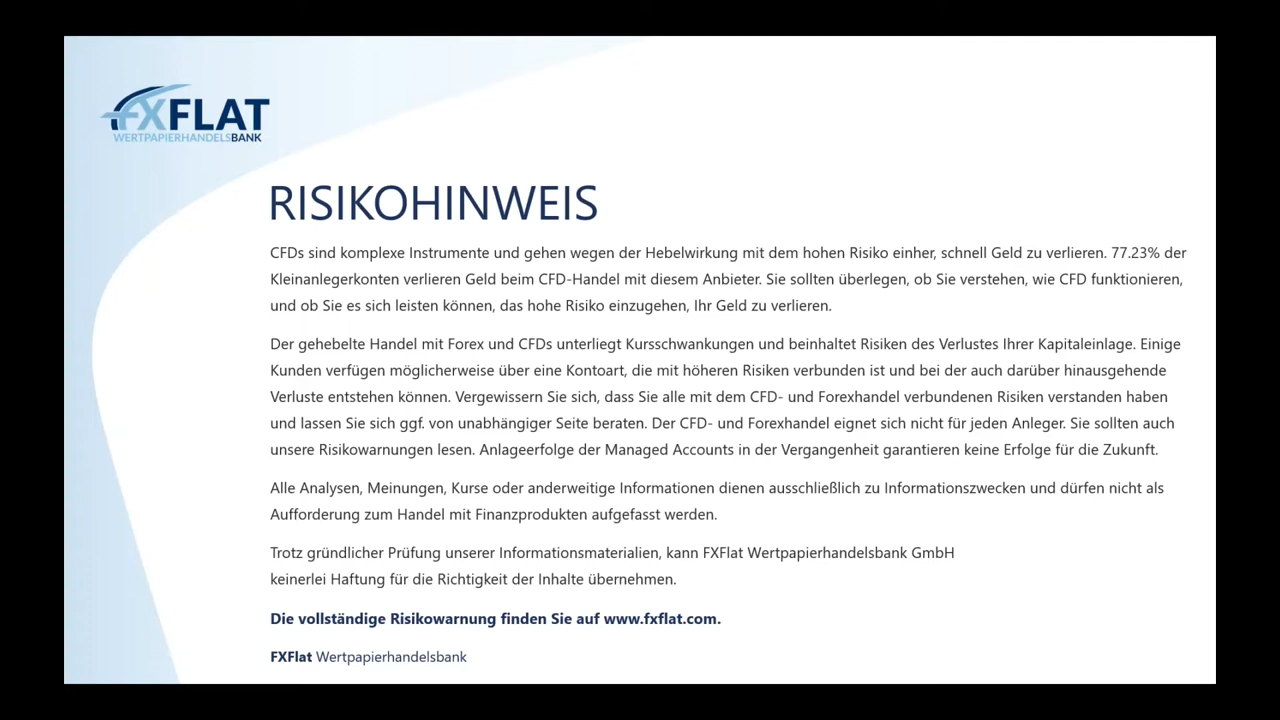 FXFLAT
WERTPAPIERHANDELSBANK
RISIKOHINWEIS
CFDs sind komplexe Instrumente und gehen wegen der Hebelwirkung mit dem hohen Risiko einher, schnell Geld zu verlieren. 77.23% der
Kleinanlegerkonten verlieren Geld beim CFD-Handel mit diesem Anbieter. Sie sollten überlegen, ob Sie verstehen, wie CFD funktionieren,
und ob Sie es sich leisten können, das hohe Risiko einzugehen, Ihr Geld zu verlieren.
Der gehebelte Handel mit Forex und CFDs unterliegt Kursschwankungen und beinhaltet Risiken des Verlustes Ihrer Kapitaleinlage. Einige
Kunden verfügen möglicherweise über eine Kontoart, die mit höheren Risiken verbunden ist und bei der auch darüber hinausgehende
Verluste entstehen können. Vergewissern Sie sich, dass Sie alle mit dem CFD- und Forexhandel verbundenen Risiken verstanden haben
und lassen Sie sich ggf. von unabhängiger Seite beraten. Der CFD- und Forexhandel eignet sich nicht für jeden Anleger. Sie sollten auch
unsere Risikowarnungen lesen. Anlageerfolge der Managed Accounts in der Vergangenheit garantieren keine Erfolge für die Zukunft.
Alle Analysen, Meinungen, Kurse oder anderweitige Informationen dienen ausschließlich zu Informationszwecken und dürfen nicht als
Aufforderung zum Handel mit Finanzprodukten aufgefasst werden.
Trotz gründlicher Prüfung unserer Informationsmaterialien, kann FXFlat Wertpapierhandelsbank GmbH
keinerlei Haftung für die Richtigkeit der Inhalte übernehmen.
Die vollständige Risikowarnung finden Sie auf www.fxflat.com.
FXFlat Wertpapierhandelsbank